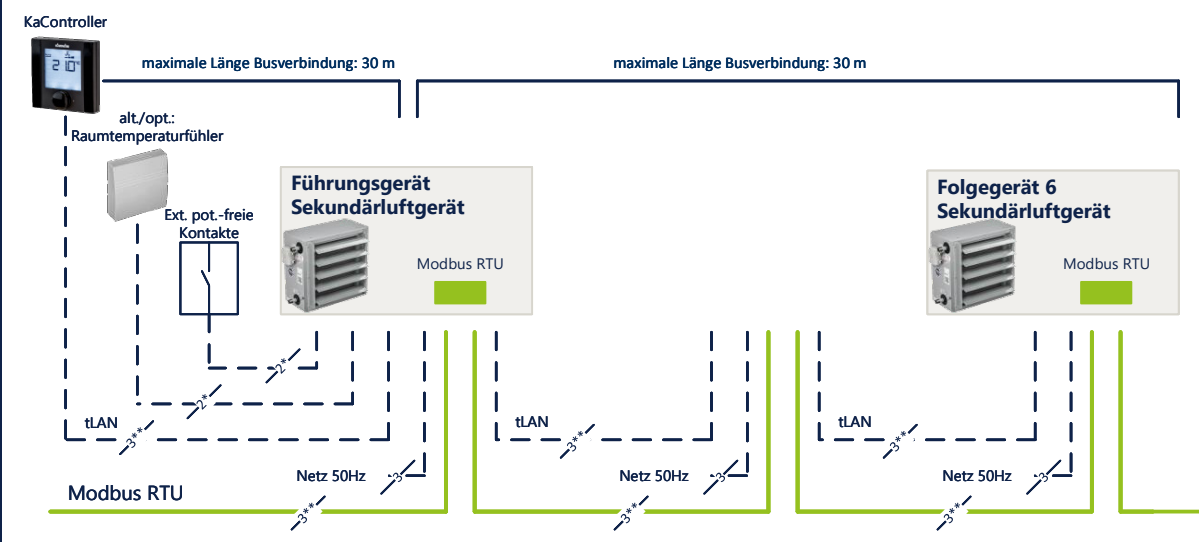 KaController
maximale Länge Busverbindung: 30 m
maximale Länge Busverbindung: 30 m
alt./opt.:
Raumtemperaturfühler
Ext. pot.-freie
Kontakte
Führungsgerät
Sekundärluftgerät
Modbus RTU
Folgegerät 6
Sekundärluftgerät
Modbus RTU
2*
2*
tLAN
3**
tLAN
3**
tLAN
3**
Netz 50Hz
3
Netz 50Hz
3
Netz 50Hz
3
Modbus RTU
3**
3**
3**